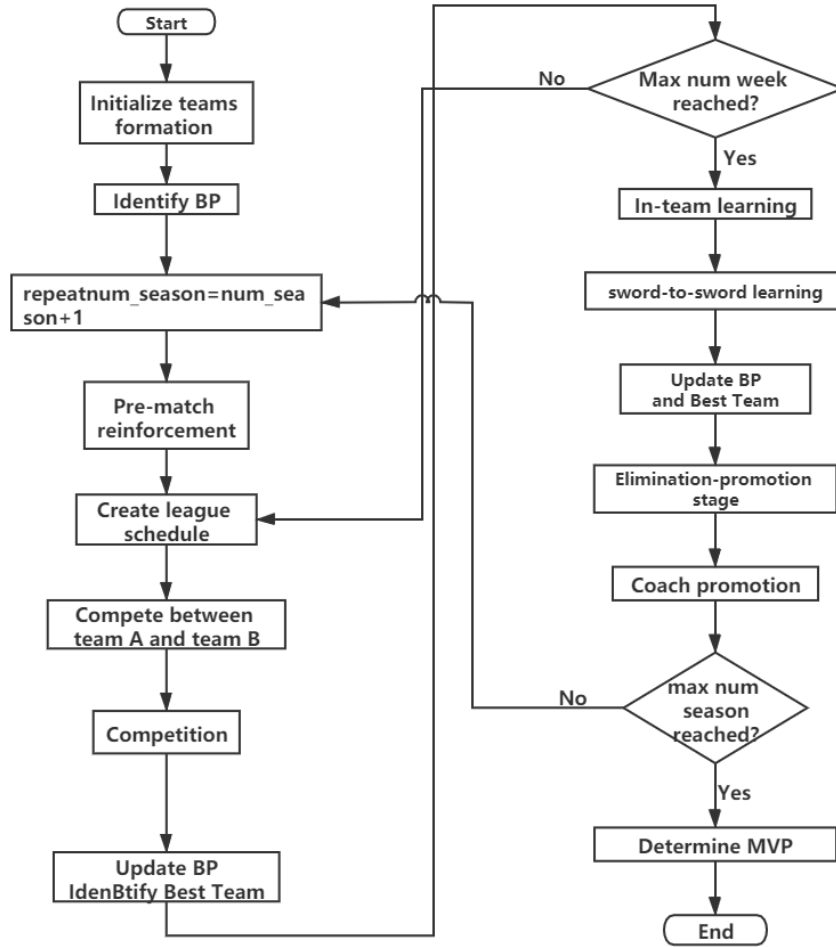 Start
Initialize teams
formation
Identify BP
repeatnum_season=num_sea
son+1
Pre-match
reinforcement
Create league
schedule
Compete between
team A and team B
Competition
Update BP
IdenBtify Best Team
Max num week
reached?
No
Yes
In-team learning
sword-to-sword learning
Update BP
and Best Team
Elimination-promotion
stage
Coach promotion
max num
season
reached?
No
Yes
Determine MVP
End